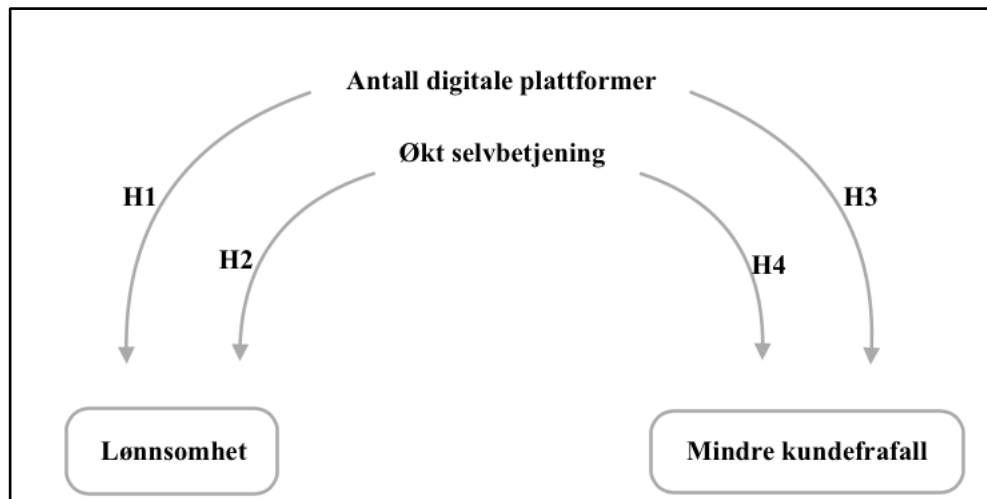 Antall digitale plattformer
Økt selvbetjening
H1
H3
H2
H4
Lønnsomhet
Mindre kundefrafall